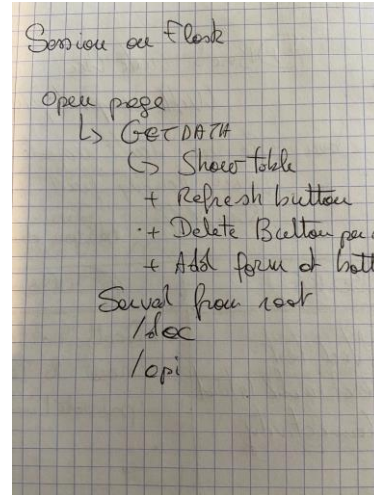 Session on Flask
Open page
↳ GETDATA
↳ Show table
+ Refresh button
+ Delete Button pe
+ Add form at bott
Served from root
/doc
/api